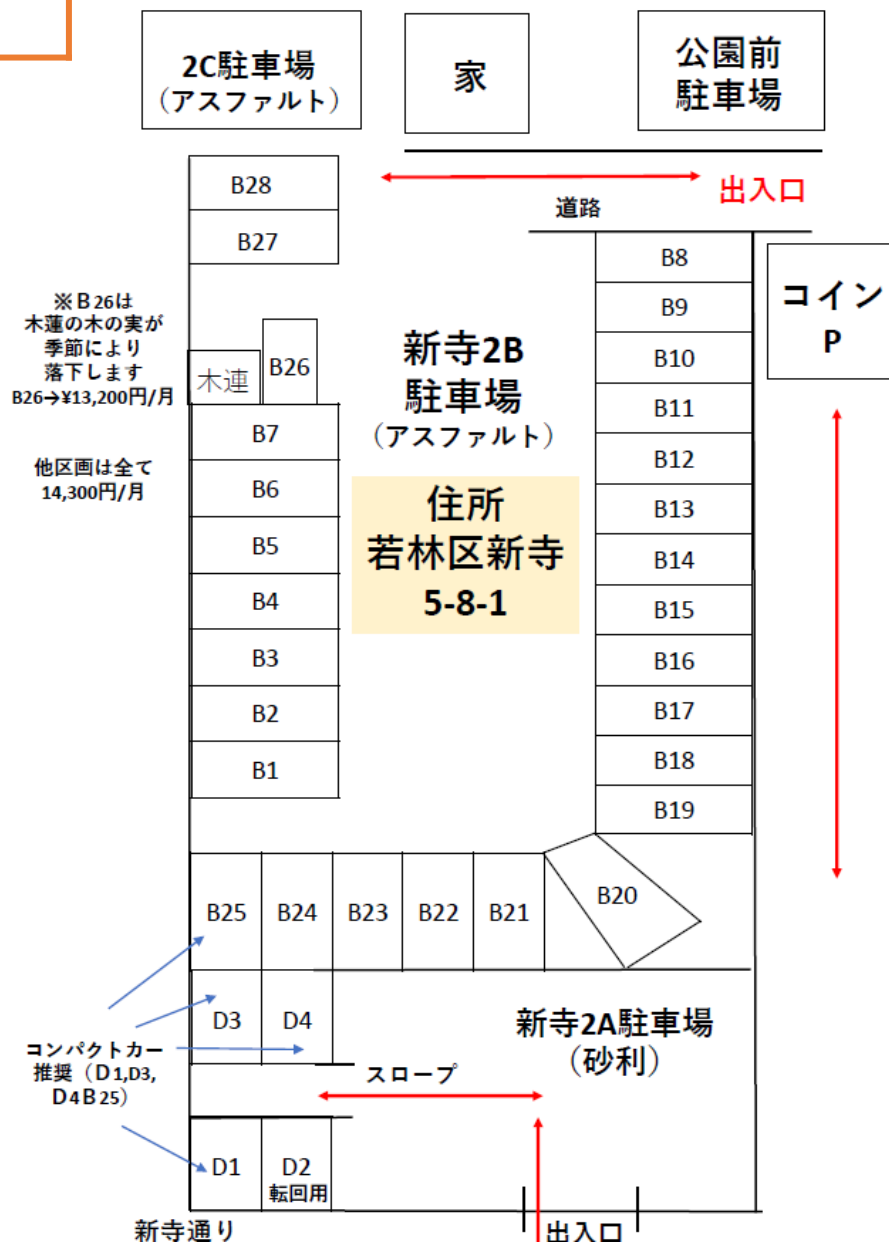 2C駐車場
（アスファルト）
家
公園前
駐車場
出入口
道路
B28
B27
※Ｂ26は
木蓮の木の実が
季節により
落下します
B26→¥13,200円/月
木連
B26
他区画は全て
14,300円/月
B7
B6
B5
B4
B3
B2
B1
新寺2B
駐車場
（アスファルト）
住所
若林区新寺
5-8-1
B8
B9
B10
B11
B12
B13
B14
B15
B16
B17
B18
B19
コイン
P
B25
B24
B23
B22
B21
B20
D3
D4
コンパクトカー
推奨（Ｄ1,D3,
Ｄ4Ｂ25）
スロープ
新寺2A駐車場
（砂利）
D1
D2
転回用
新寺通り
出入口